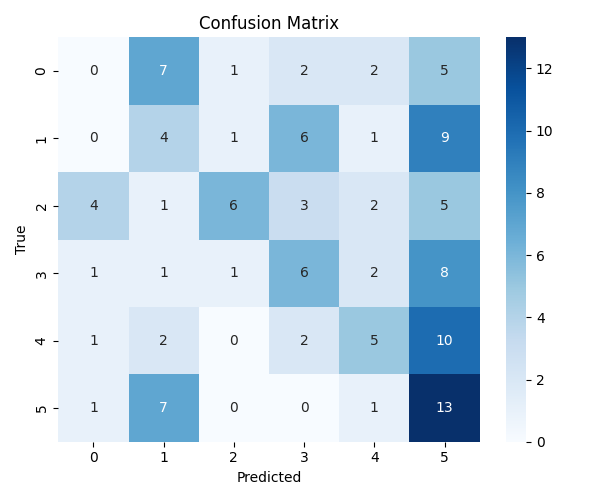 Confusion Matrix
True
0 0 7 1 2 2 5
1 0 4 1 6 1 9
2 4 1 6 3 2 5
3 1 1 1 6 2 8
4 1 2 0 2 5 10
5 1 7 0 0 1 13
0 1 2 3 4 5
Predicted
12
10
8
6
4
2
0